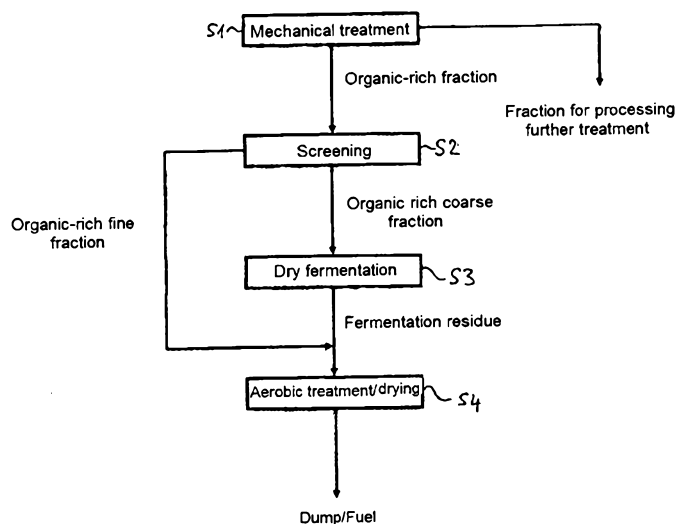 S1
Mechanical treatment
Organic-rich fraction
Fraction for processing
further treatment
Screening
S2
Organic-rich fine
fraction
Organic rich coarse
fraction
Dry fermentation
S3
Fermentation residue
Aerobic treatment/drying
S4
Dump/Fuel